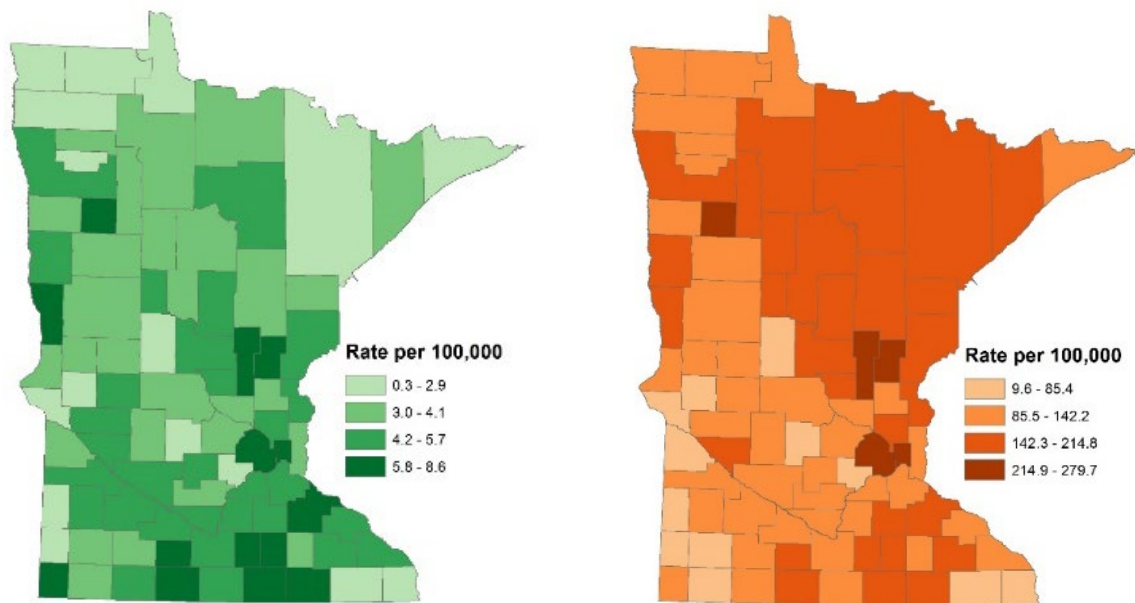 Rate per 100,000
0.3 - 2.9
3.0 - 4.1
4.2 - 5.7
5.8 - 8.6
Rate per 100,000
9.6 - 85.4
85.5 - 142.2
142.3 - 214.8
214.9 - 279.7